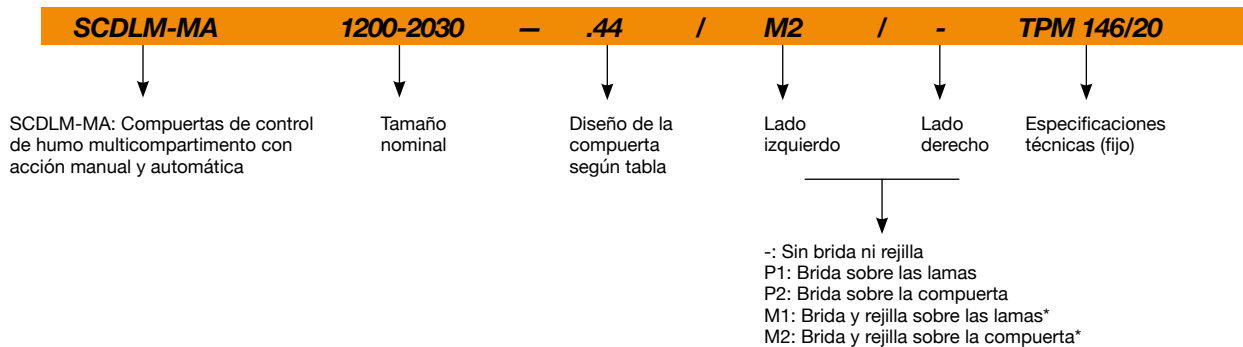 SCDLM-MA 1200-2030 — .44 / M2 / - TPM 146/20
SCDLM-MA: Compuertas de control
de humo multicompartimento con
acción manual y automática
Tamaño
nominal
Diseño de la
compuerta
según tabla
Lado
izquierdo
Lado
derecho
Especificaciones
técnicas (fijo)
-: Sin brida ni rejilla
P1: Brida sobre las lamas
P2: Brida sobre la compuerta
M1: Brida y rejilla sobre las lamas*
M2: Brida y rejilla sobre la compuerta*